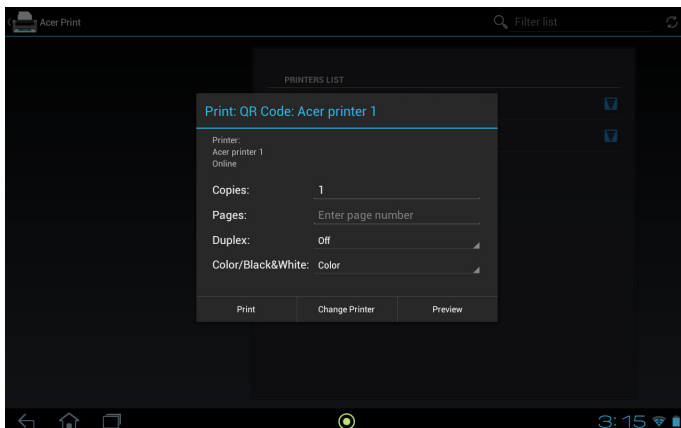 Acer Print
Filter list
PRINTERS LIST
Print: QR Code: Acer printer 1
Printer:
Acer printer 1
Online
Copies: 1
Pages: Enter page number
Duplex: Off
Color/Black&White: Color
Print Change Printer Preview
3:15